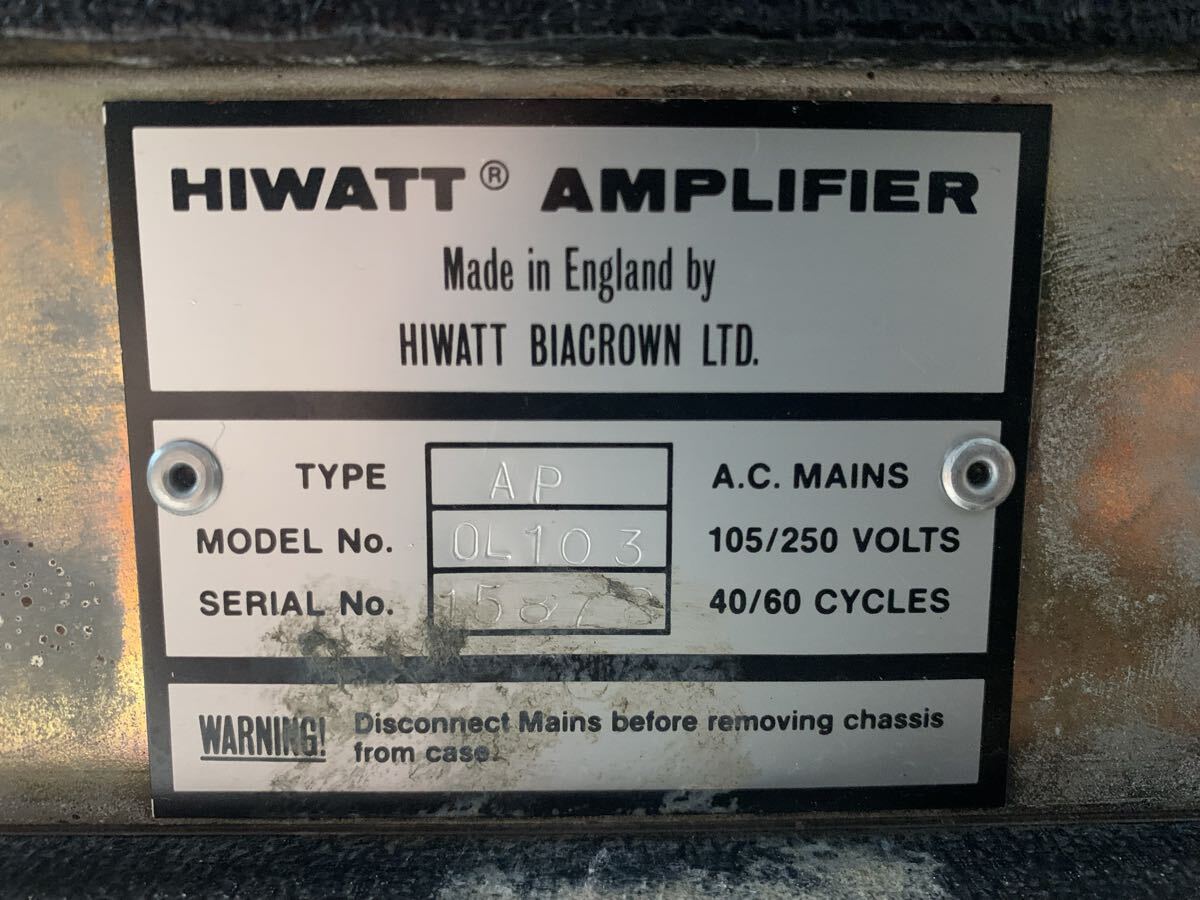 HIWATT® AMPLIFIER
Made in England by
HIWATT BIACROWN LTD.
TYPE AP A.C. MAINS
MODEL No. OL103 105/250 VOLTS
SERIAL No. 40/60 CYCLES
WARNING! Disconnect Mains before removing chassis
from case.